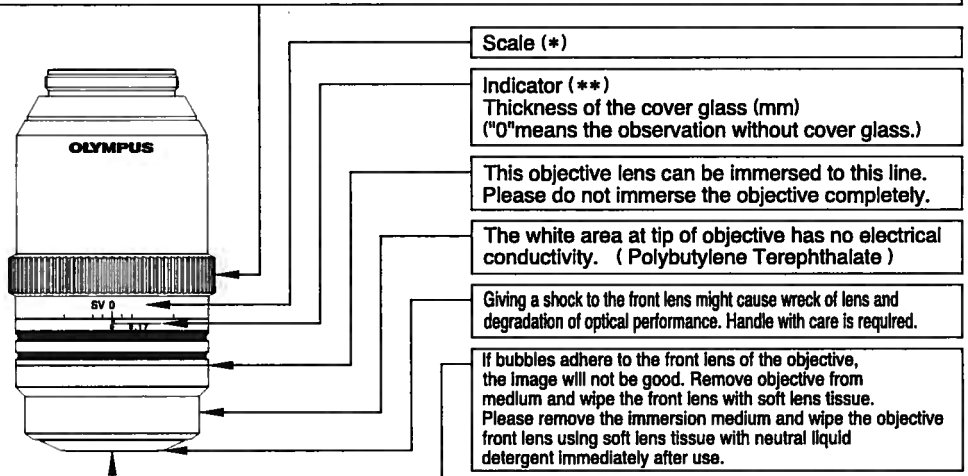 Scale (*)
Indicator (**)
Thickness of the cover glass (mm)
("0"means the observation without cover glass.)
OLYMPUS
This objective lens can be immersed to this line.
Please do not immerse the objective completely.
The white area at tip of objective has no electrical
conductivity. ( Polybutylene Terephthalate )
SV 0
0.17
Giving a shock to the front lens might cause wreck of lens and
degradation of optical performance. Handle with care is required.
If bubbles adhere to the front lens of the objective,
the image will not be good. Remove objective from
medium and wipe the front lens with soft lens tissue.
Please remove the immersion medium and wipe the objective
front lens using soft lens tissue with neutral liquid
detergent immediately after use.